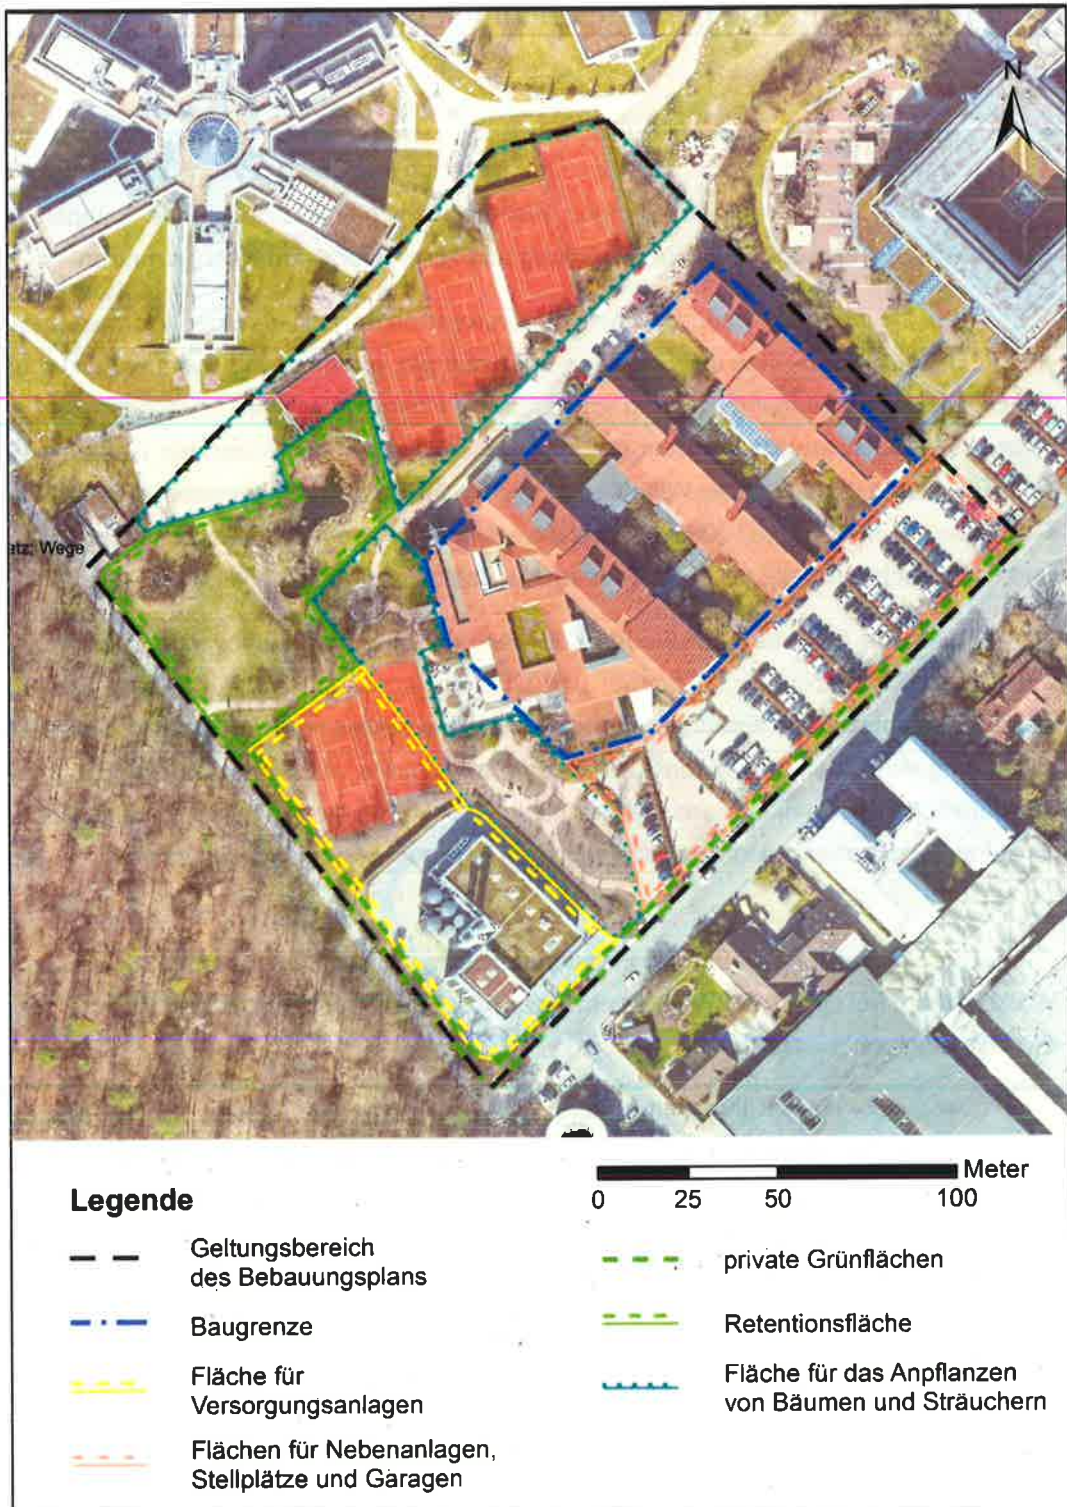 N
tz; Wege
Meter
0 25 50 100
Legende
Geltungsbereich
des Bebauungsplans
Baugrenze
Fläche für
Versorgungsanlagen
Flächen für Nebenanlagen,
Stellplätze und Garagen
private Grünflächen
Retentionsfläche
Fläche für das Anpflanzen
von Bäumen und Sträuchern